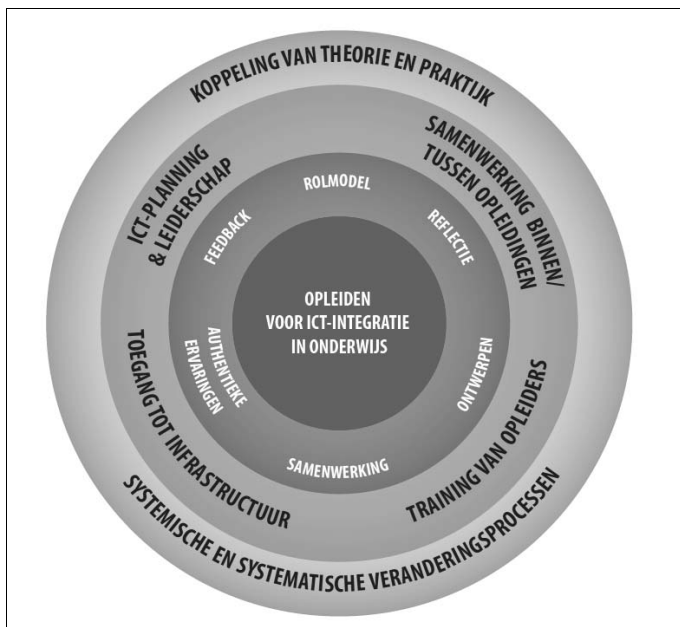 KOPPELING VAN THEORIE EN PRAKTIJK
ICT-PLANNING
& LEIDERSCHAP
SAMENWERKING BINNEN/
TUSSEN OPLEIDINGEN
ROLMODEL
FEEDBACK
REFLECTIE
OPLEIDEN
VOOR ICT-INTEGRATIE
IN ONDERWIJS
AUTHENTIEKE
ERVARINGEN
ONTWERPEN
SAMENWERKING
TOEGANG TOT INFRASTRUCTUUR
TRAINING VAN OPLEIDERS
SYSTEMISCHE EN SYSTEMATISCHE VERANDERINGSPROCESSEN